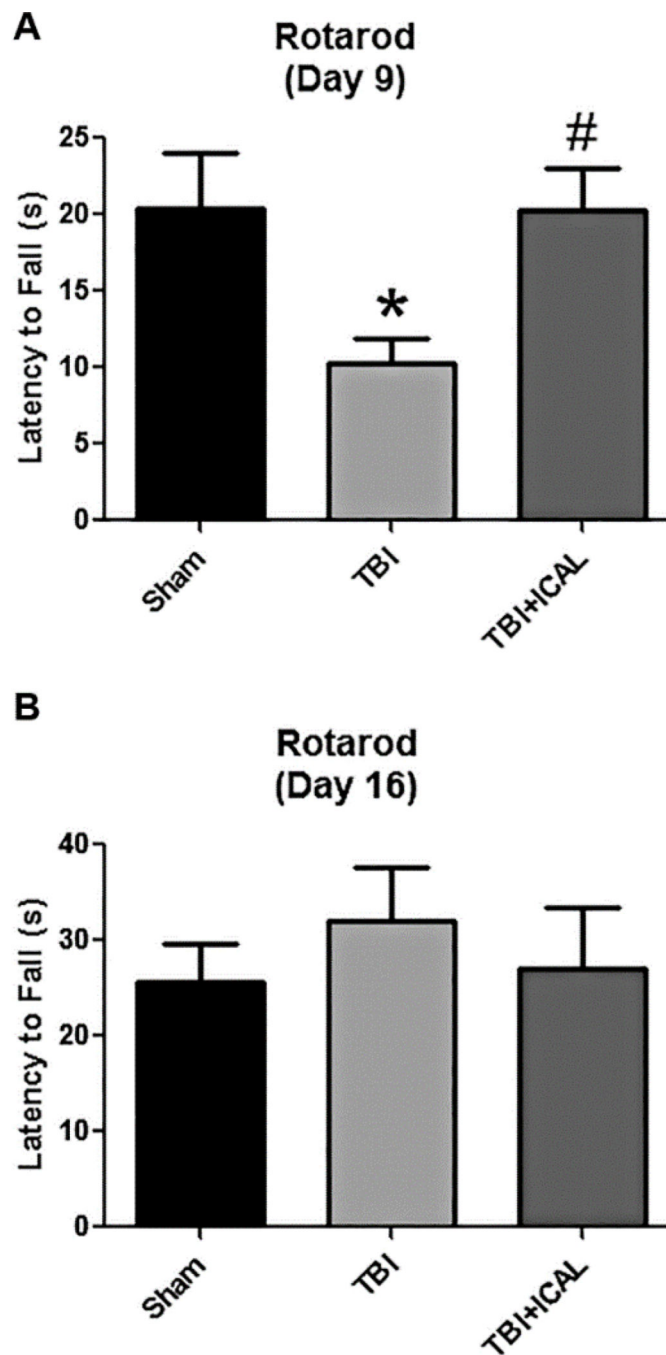 A
Rotarod
(Day 9)
Latency to Fall (s)
25
20
15
10
5
0
*
#
Sham
TBI
TBI+ICAL
B
Rotarod
(Day 16)
Latency to Fall (s)
40
30
20
10
0
Sham
TBI
TBI+ICAL